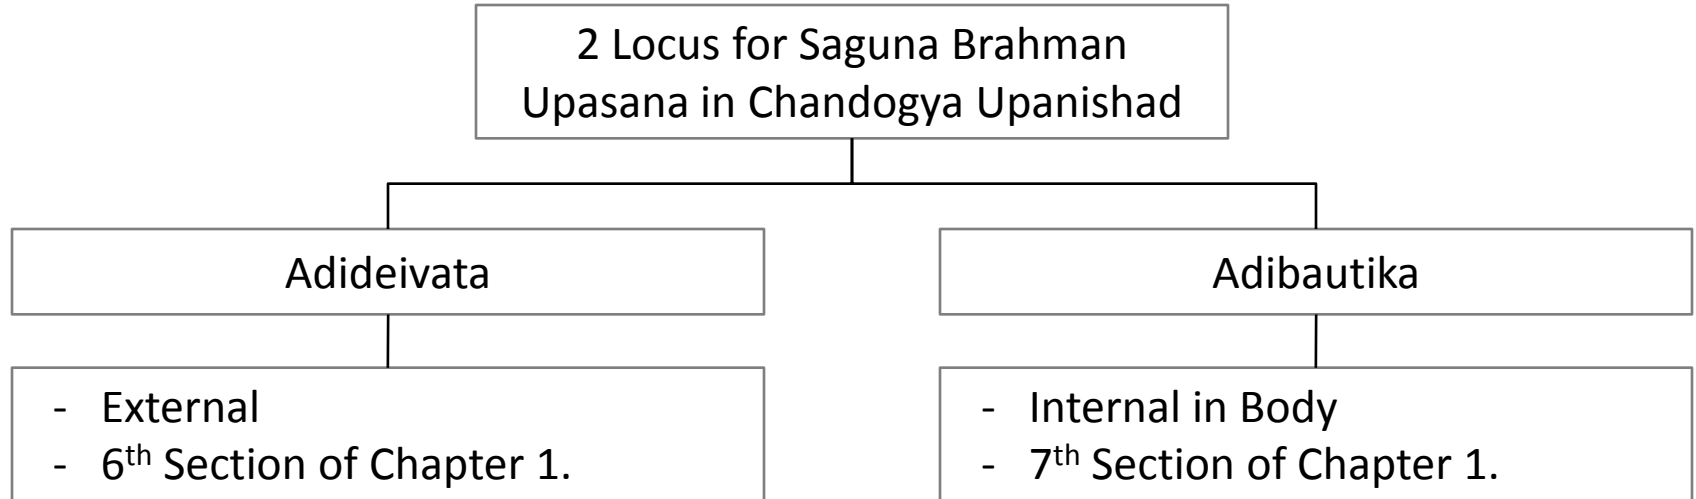 2 Locus for Saguna Brahman
Upasana in Chandogya Upanishad
Adideivata
Adibautika
- External
- 6th Section of Chapter 1.
- Internal in Body
- 7th Section of Chapter 1.